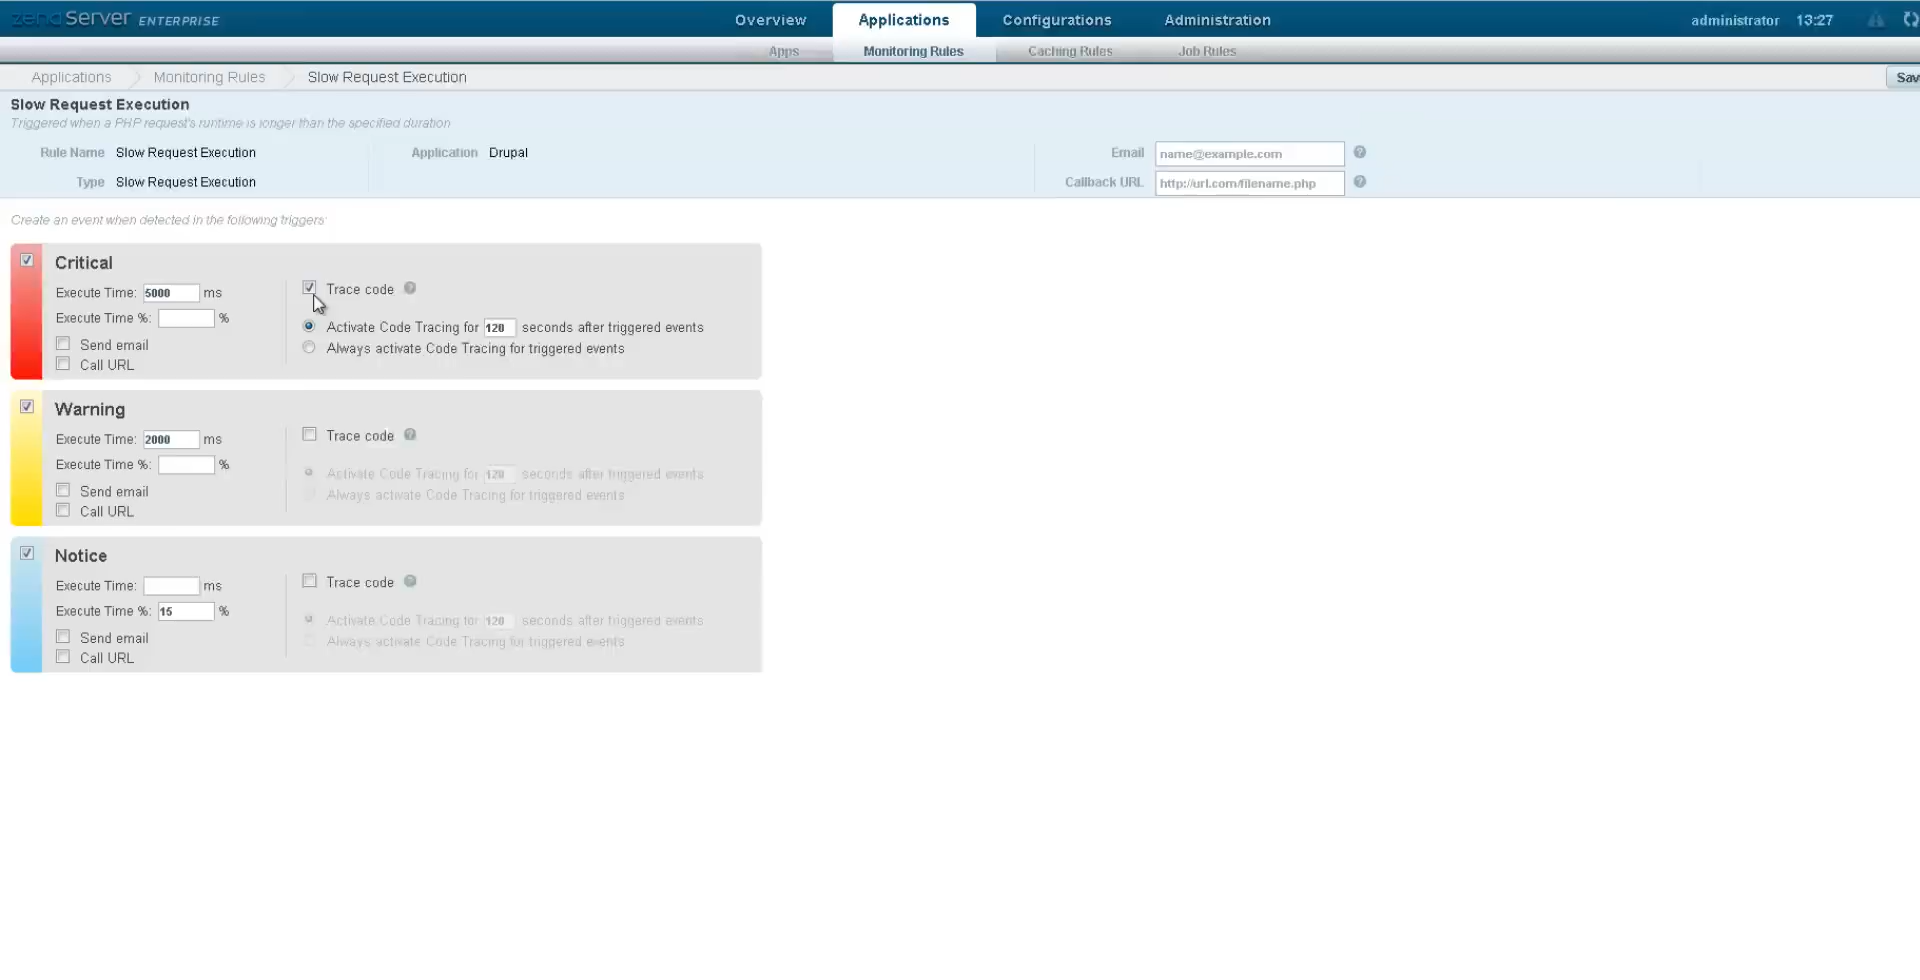 zendServer ENTERPRISE Overview Applications Configurations Administration administrator 13:27
Apps Monitoring Rules Caching Rules Job Rules
Applications Monitoring Rules Slow Request Execution Sav
Slow Request Execution
Triggered when a PHP request's runtime is longer than the specified duration
Rule Name Slow Request Execution Application Drupal Email name@example.com
Type Slow Request Execution Callback URL http://url.com/filename.php
Create an event when detected in the following triggers:
Critical
Trace code
Execute Time: 5000 ms
Execute Time %: %
Activate Code Tracing for 120 seconds after triggered events
Send email
Always activate Code Tracing for triggered events
Call URL
Warning
Trace code
Execute Time: 2000 ms
Execute Time %: %
Activate Code Tracing for 120 seconds after triggered events
Send email
Always activate Code Tracing for triggered events
Call URL
Notice
Trace code
Execute Time: ms
Execute Time %: 15 %
Activate Code Tracing for 120 seconds after triggered events
Send email
Always activate Code Tracing for triggered events
Call URL